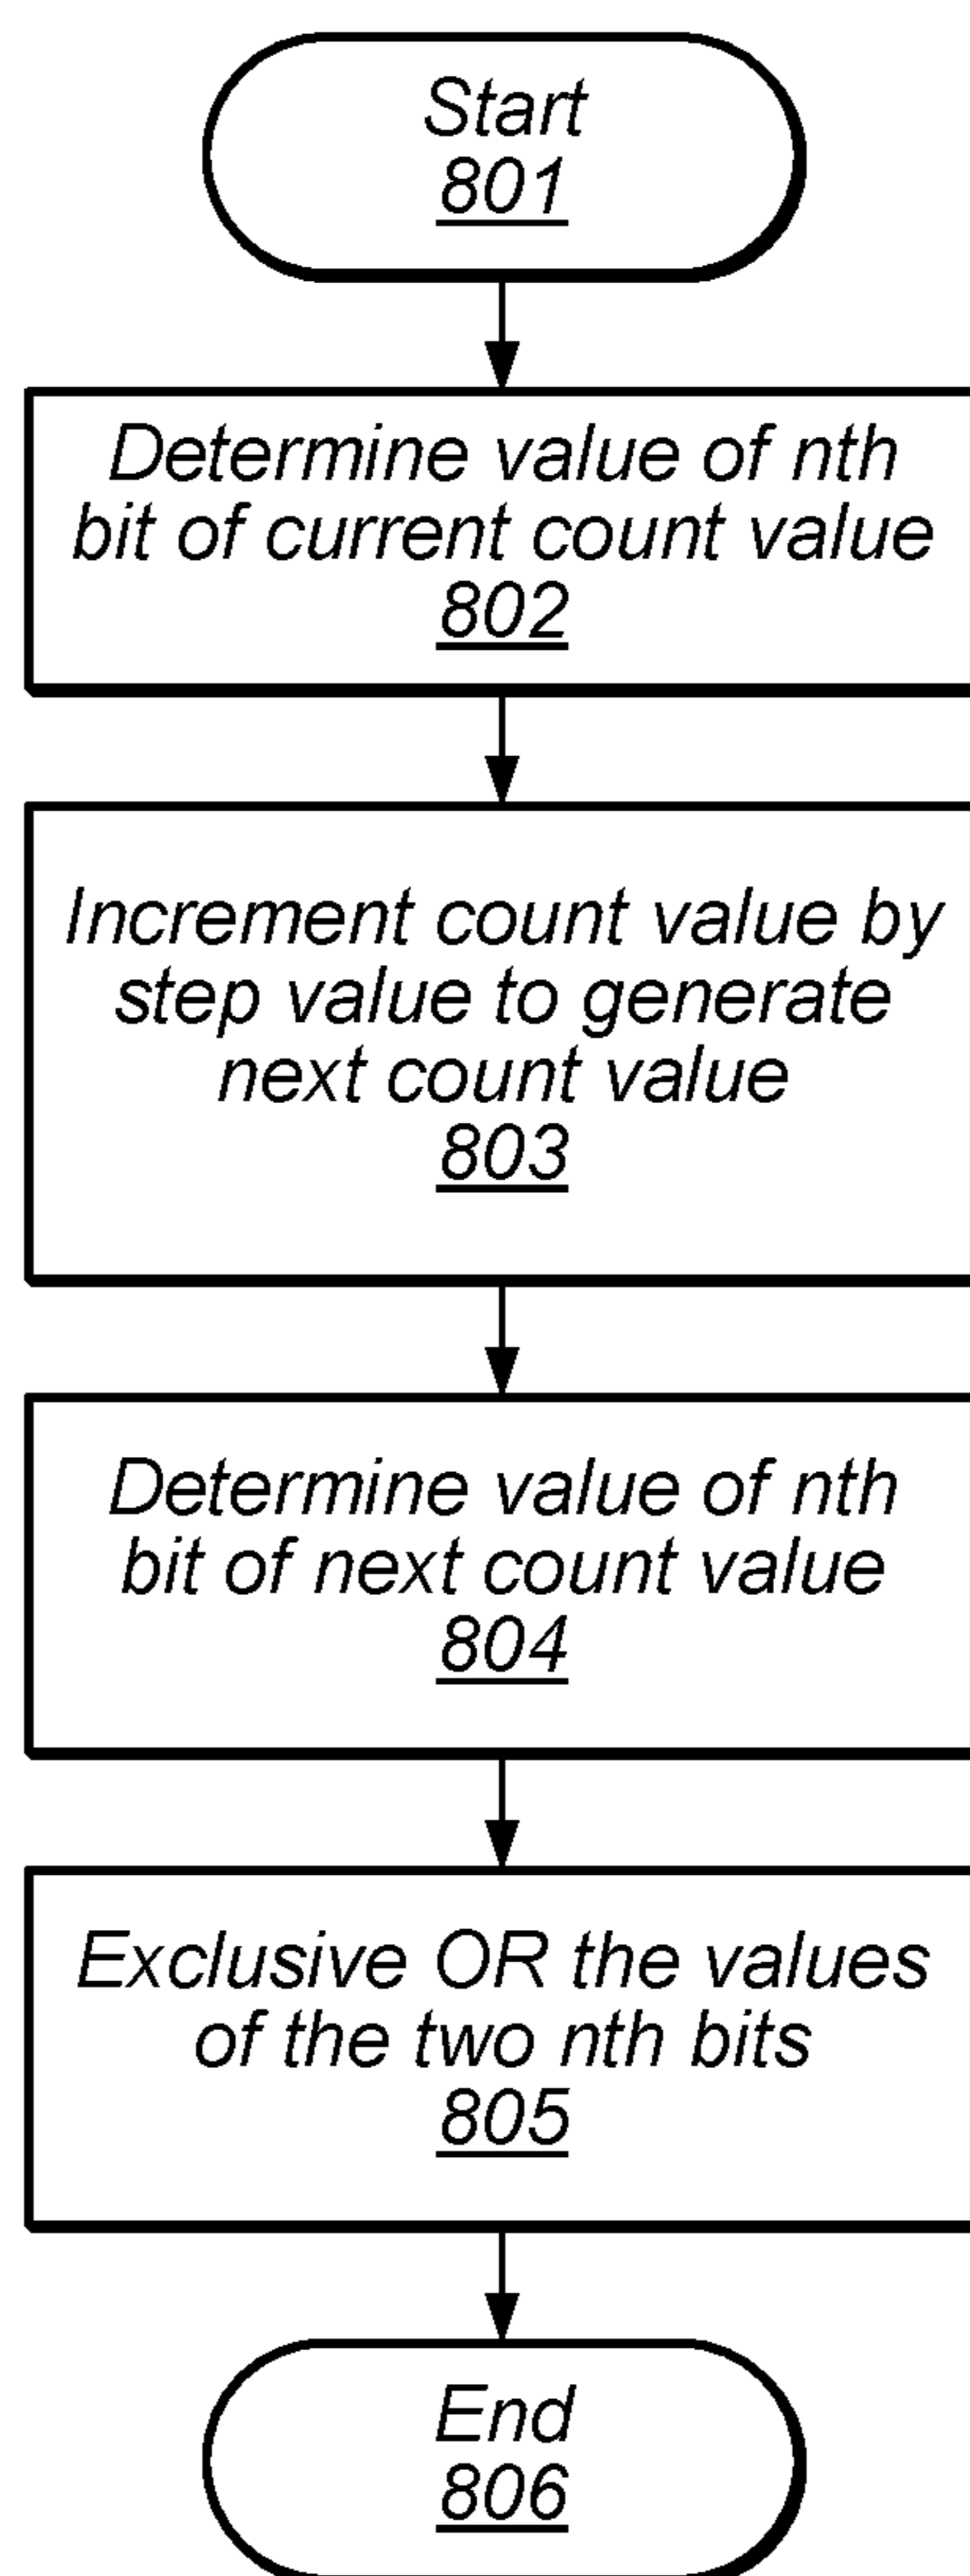 Start
801
Determine value of nth
bit of current count value
802
Increment count value by
step value to generate
next count value
803
Determine value of nth
bit of next count value
804
Exclusive OR the values
of the two nth bits
805
End
806